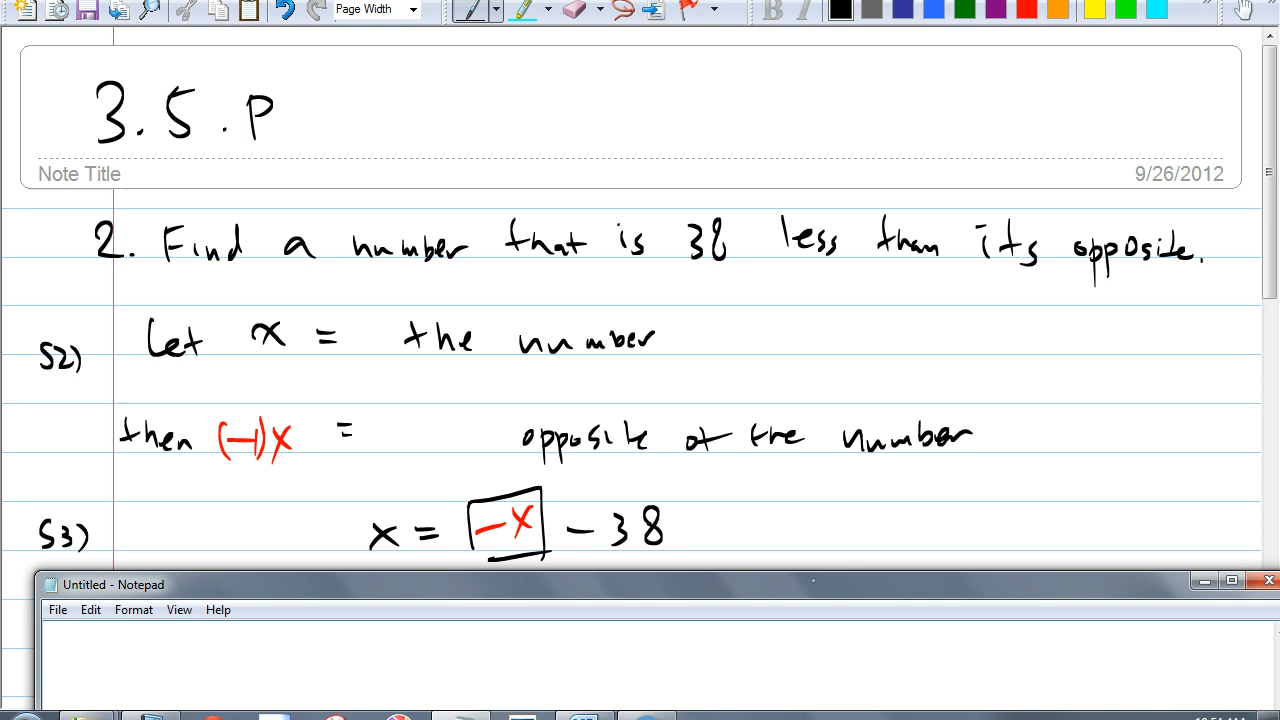 Page Width
3.5.P
Note Title
9/26/2012
2. Find a number that is 38 less than its opposite.
S2) Let x = the number
then (-1)x = opposite of the number
S3) x = -x - 38
Untitled - Notepad
File Edit Format View Help